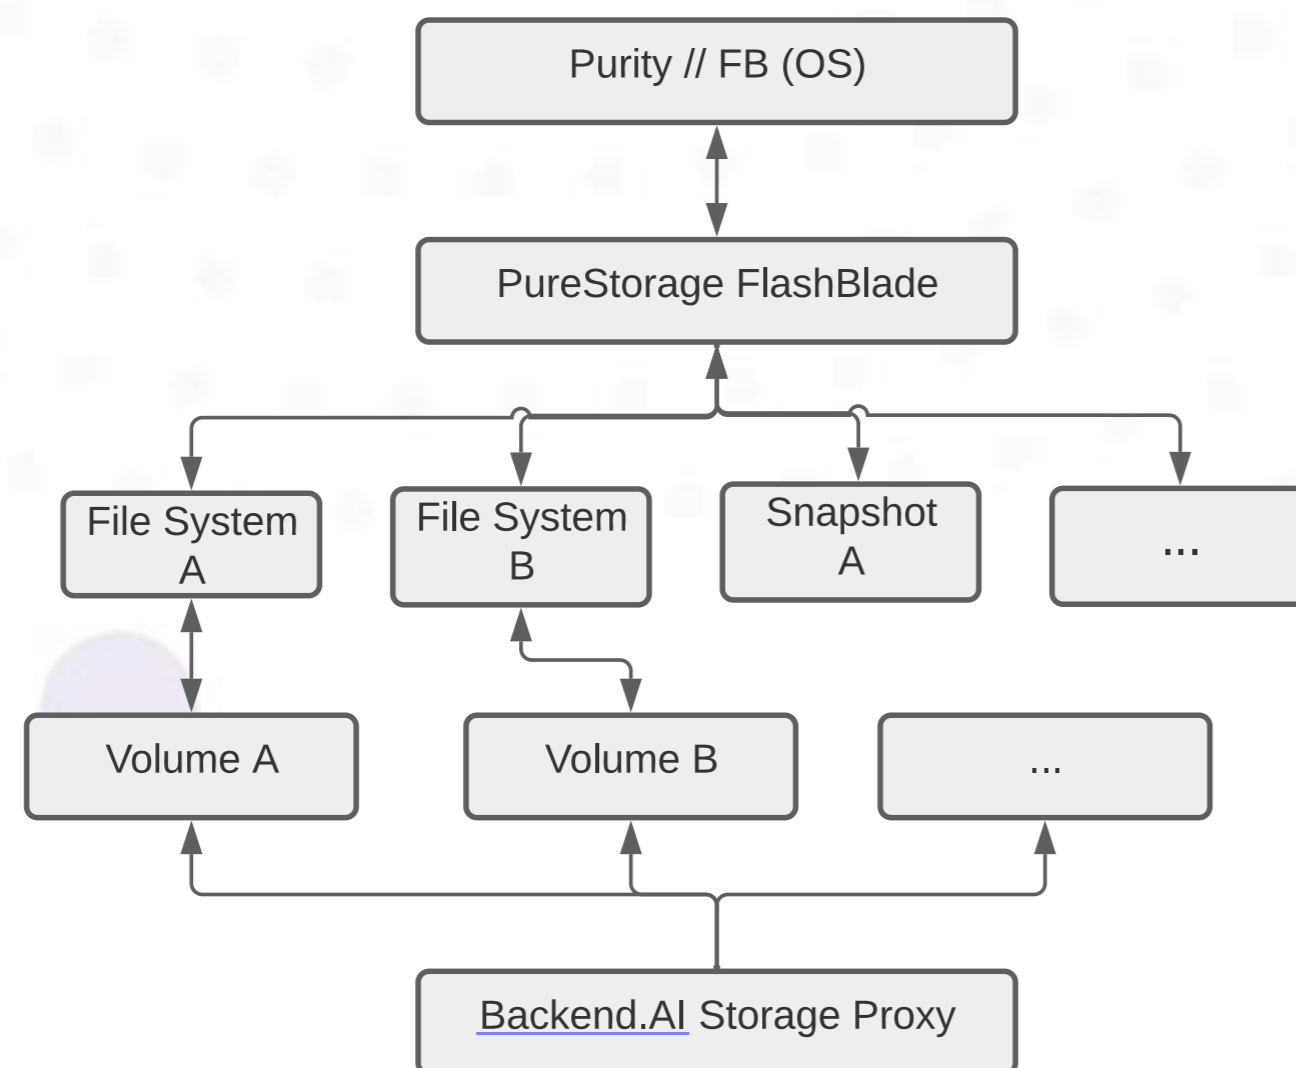 Purity // FB (OS)
PureStorage FlashBlade
File System
A
File System
B
Snapshot
A
...
Volume A
Volume B
...
Backend.AI Storage Proxy